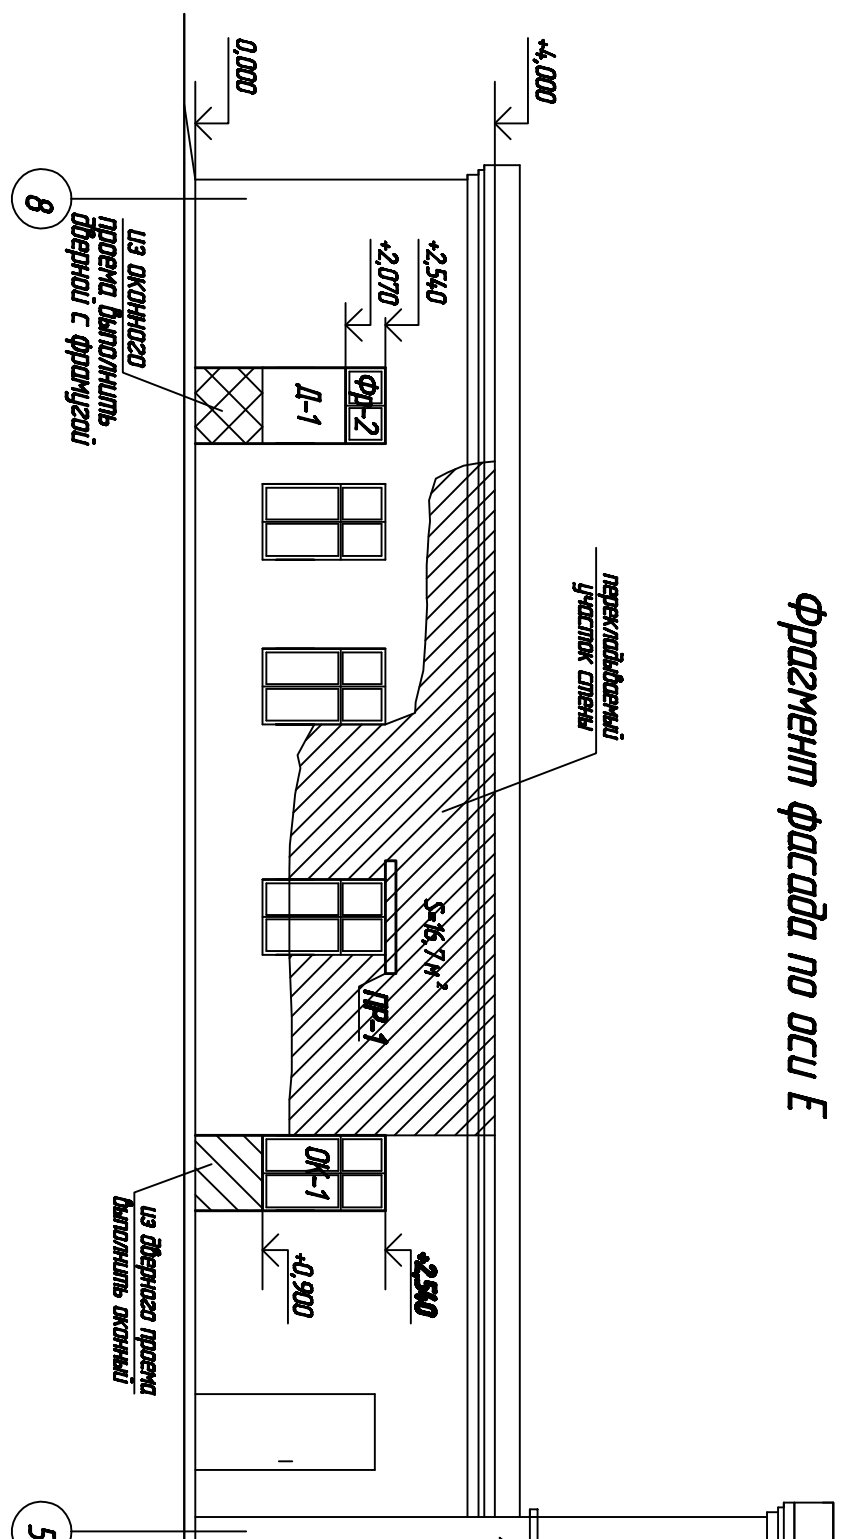 Фрагмент фасада по оси Е
перекладываемый
участок стены
+4,000
0,000
+2,540
+2,070
Фр-2
Д-1
S=16,7 м²
ПР-1
ОК-1
+2,540
+0,900
из оконного
проема выполнить
дверной с фрамугой
из дверного проема
выполнить оконный
8
5